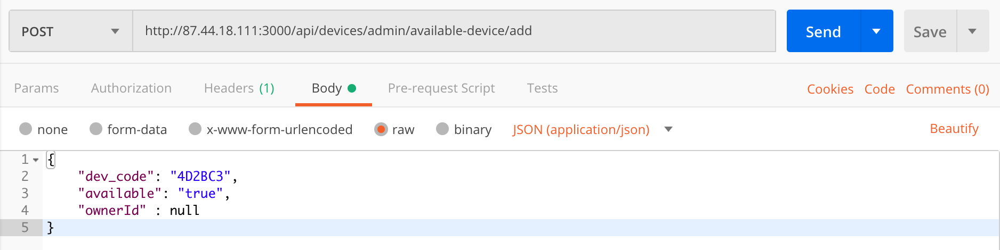 POST http://87.44.18.111:3000/api/devices/admin/available-device/add Send Save
Params Authorization Headers (1) Body Pre-request Script Tests Cookies Code Comments (0)
none form-data x-www-form-urlencoded raw binary JSON (application/json) Beautify
1 {
2 "dev_code": "4D2BC3",
3 "available": "true",
4 "ownerId" : null
5 }